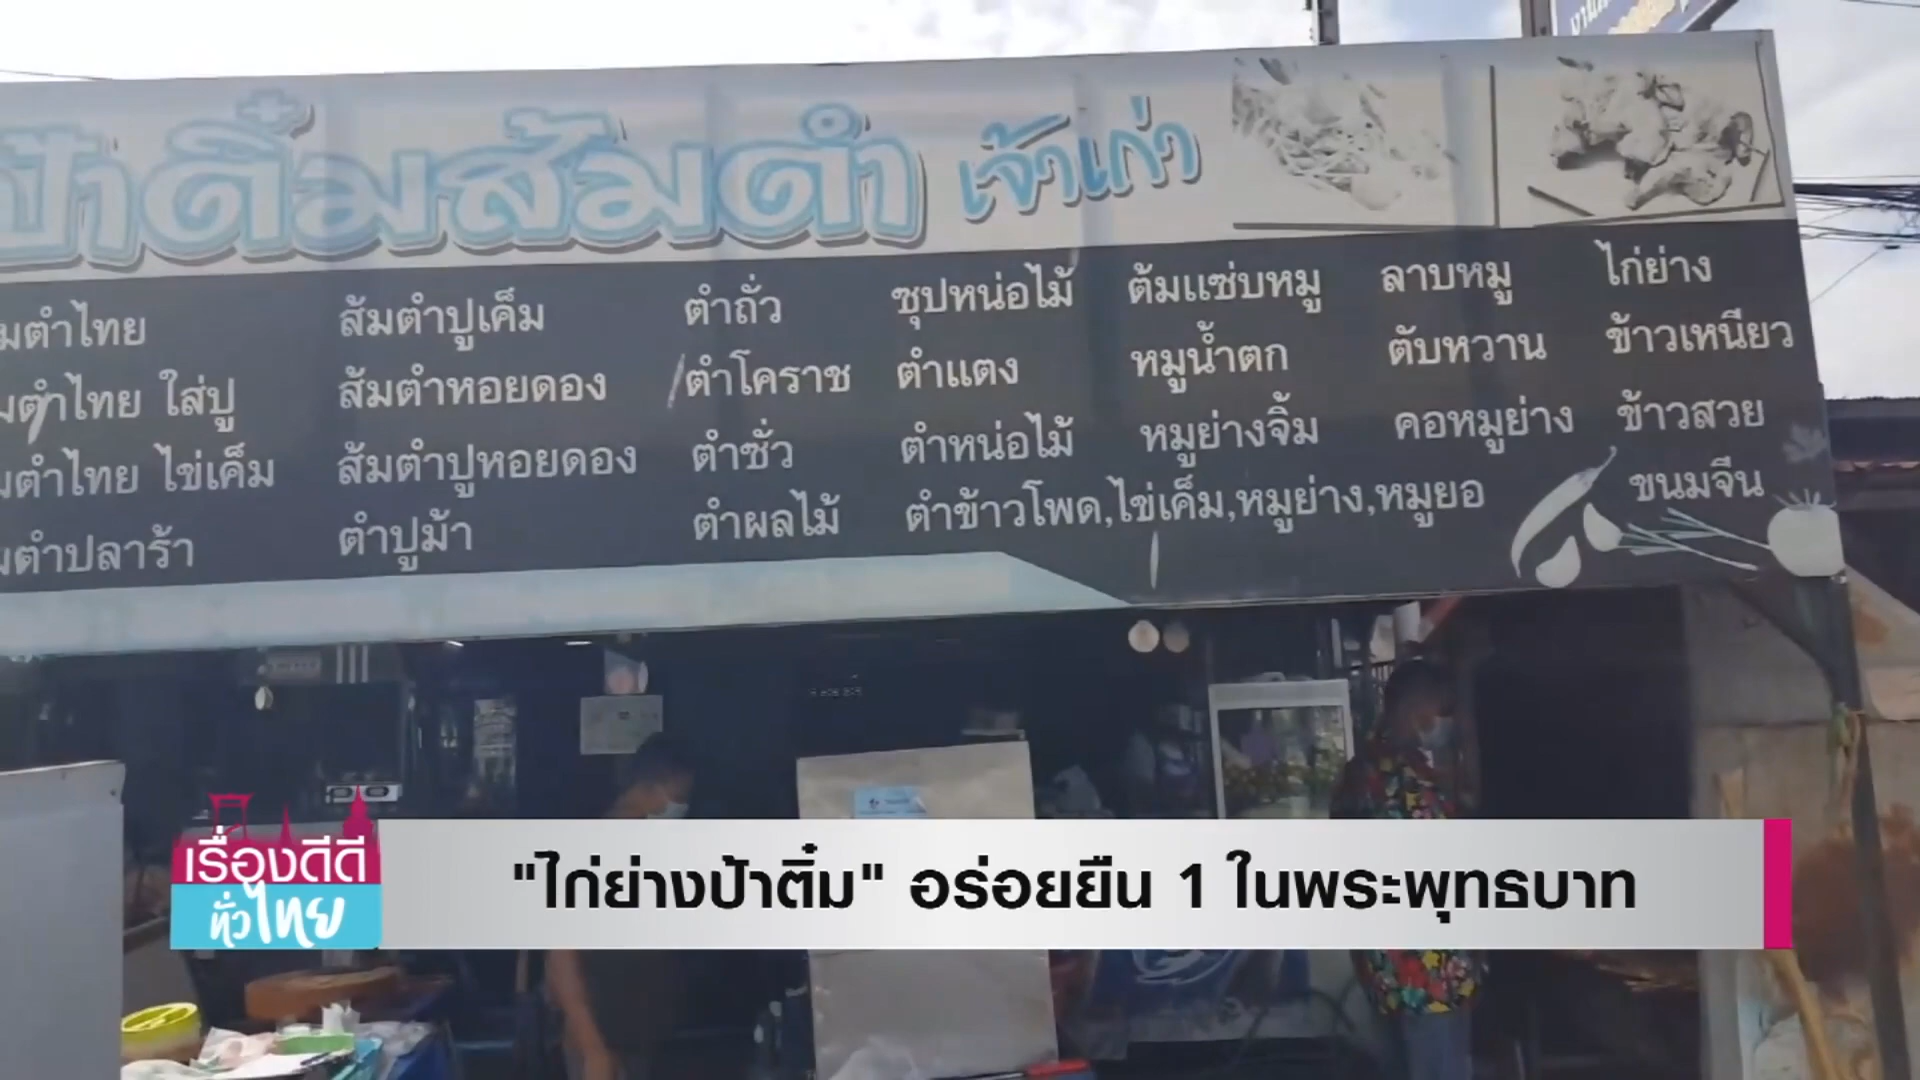 ป้าติ๋มส้มตำ เจ้าเก่า
มตำไทย ส้มตำปูเค็ม ตำถั่ว ซุปหน่อไม้ ต้มแซ่บหมู ลาบหมู ไก่ย่าง
มตำไทย ใส่ปู ส้มตำหอยดอง ตำโคราช ตำแตง หมูน้ำตก ตับหวาน ข้าวเหนียว
มตำไทย ไข่เค็ม ส้มตำปูหอยดอง ตำซั่ว ตำหน่อไม้ หมูย่างจิ้ม คอหมูย่าง ข้าวสวย
มตำปลาร้า ตำปูม้า ตำผลไม้ ตำข้าวโพด,ไข่เค็ม,หมูย่าง,หมูยอ ขนมจีน
เรื่องดีดี
ทั่วไทย
"ไก่ย่างป้าติ๋ม" อร่อยยืน 1 ในพระพุทธบาท